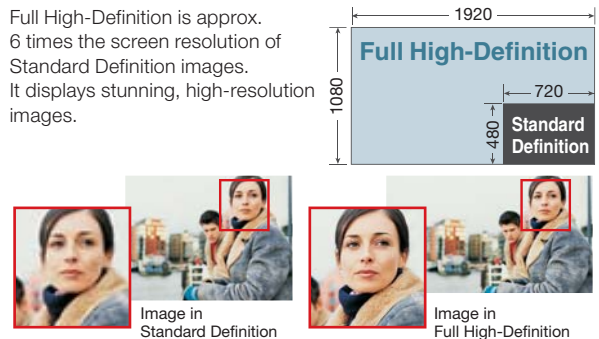 Full High-Definition is approx.
6 times the screen resolution of
Standard Definition images.
It displays stunning, high-resolution
images.
1920
Full High-Definition
1080
720
480
Standard
Definition
Image in
Standard Definition
Image in
Full High-Definition